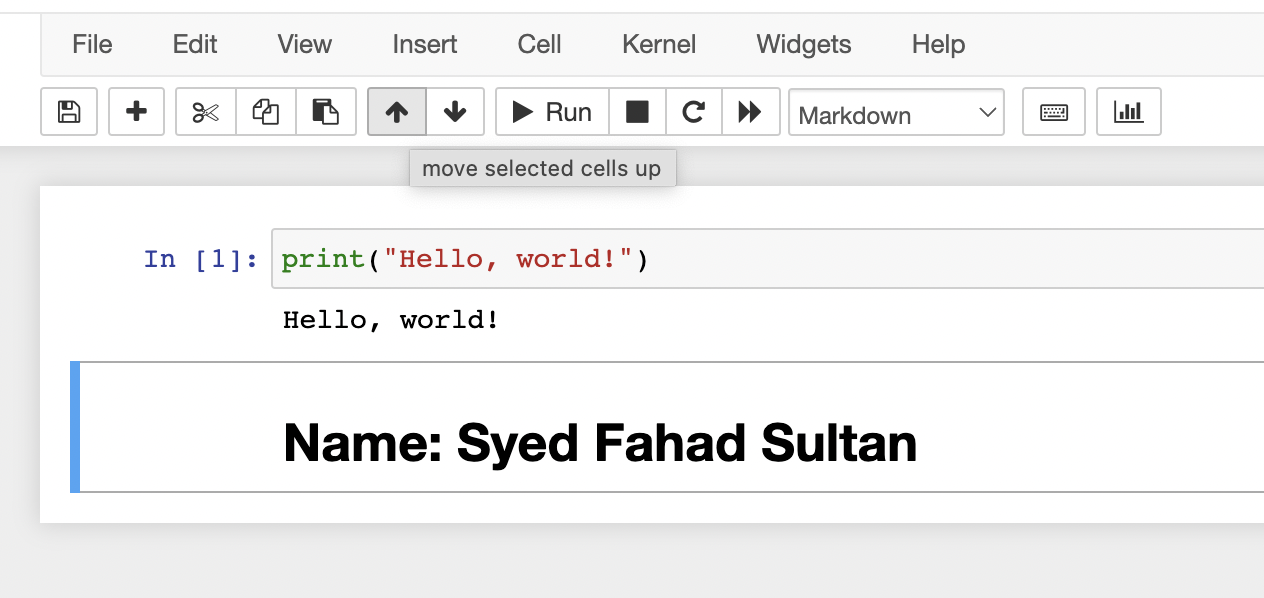 File Edit View Insert Cell Kernel Widgets Help
Run Markdown
move selected cells up
In [1]: print("Hello, world!")
Hello, world!
Name: Syed Fahad Sultan